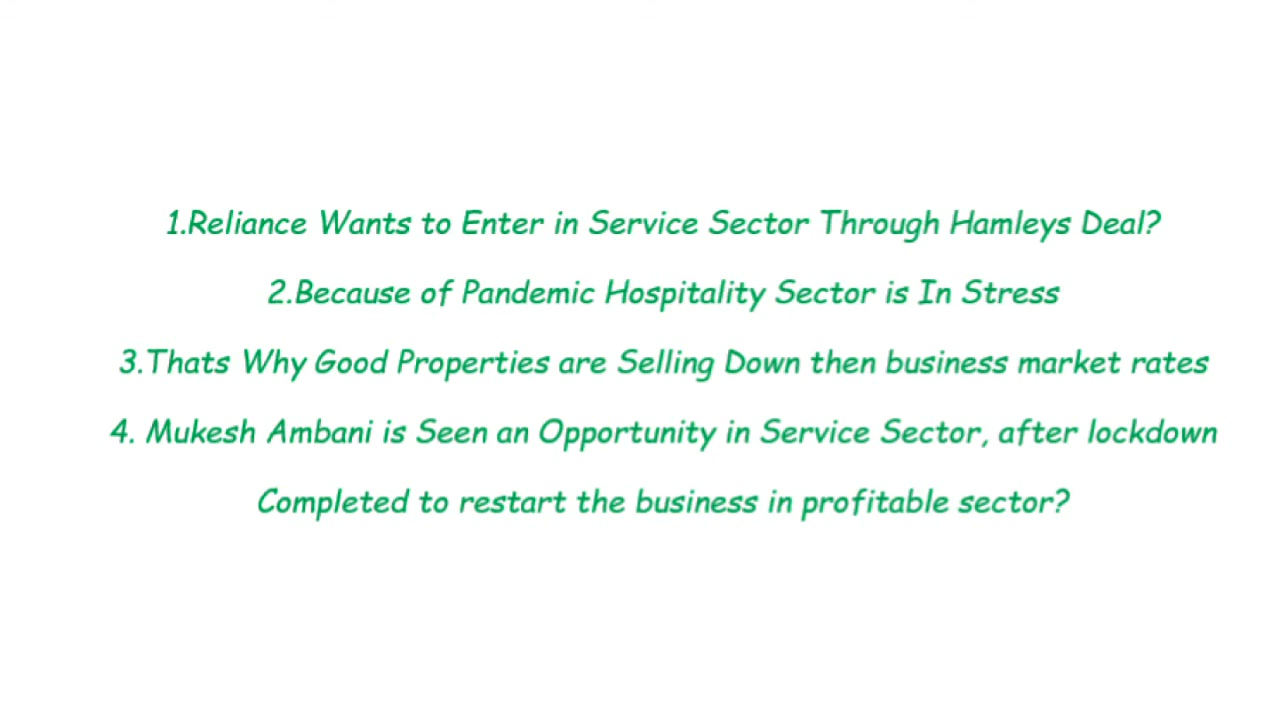 1.Reliance Wants to Enter in Service Sector Through Hamleys Deal?
2.Because of Pandemic Hospitality Sector is In Stress
3.Thats Why Good Properties are Selling Down then business market rates
4. Mukesh Ambani is Seen an Opportunity in Service Sector, after lockdown
Completed to restart the business in profitable sector?